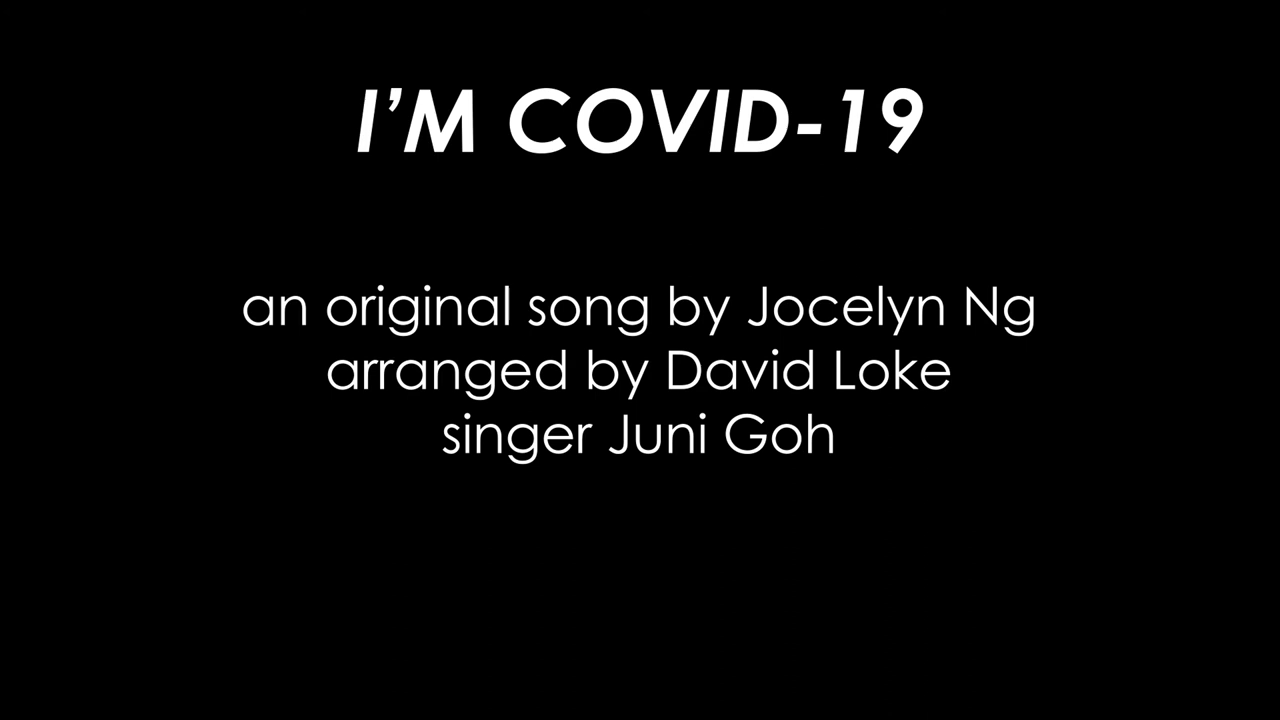 I'M COVID-19
an original song by Jocelyn Ng
arranged by David Loke
singer Juni Goh